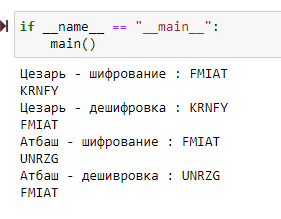 if __name__ == "__main__":
    main()
Цезарь - шифрование : FMIAT
KRNFY
Цезарь - дешифровка : KRNFY
FMIAT
Атбаш - шифрование : FMIAT
UNRZG
Атбаш - дешивровка : UNRZG
FMIAT